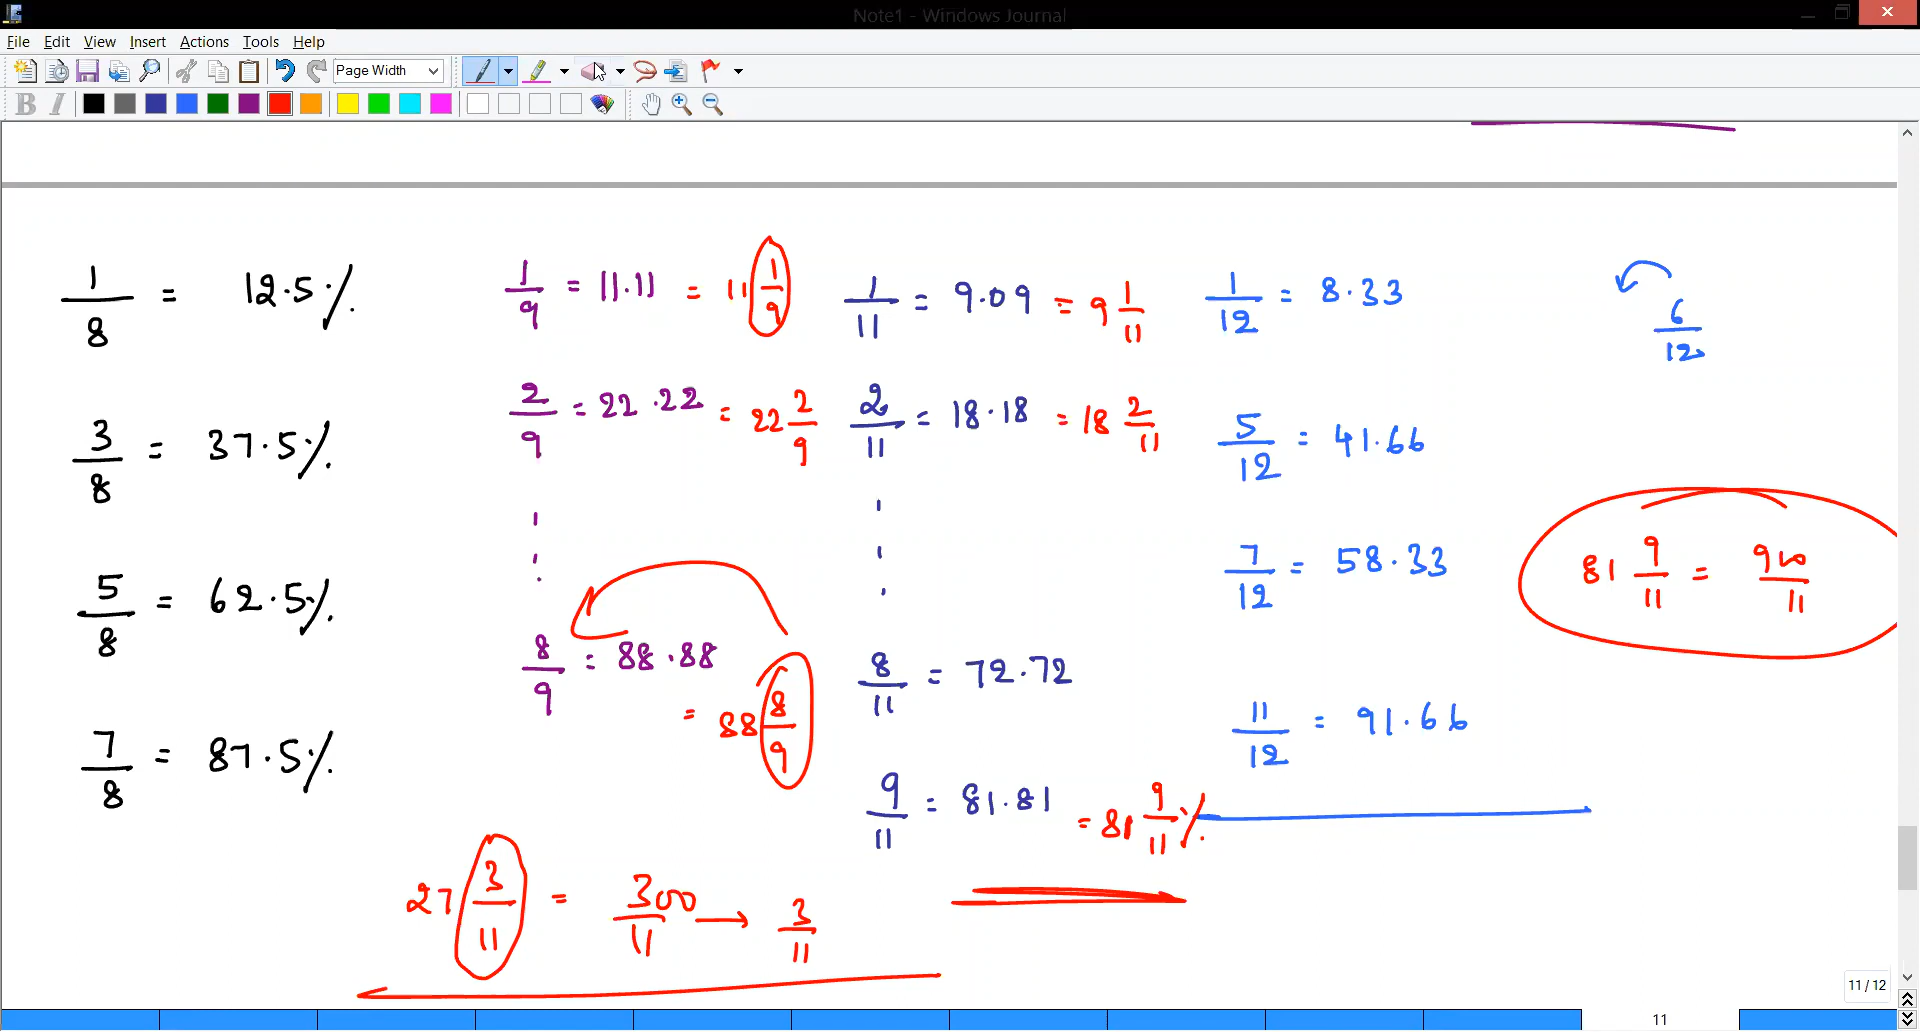 Note1 - Windows Journal
File Edit View Insert Actions Tools Help
Page Width
B I
1/8 = 12.5%
3/8 = 37.5%
5/8 = 62.5%
7/8 = 87.5%
1/9 = 11.11 = 11 1/9
2/9 = 22.22 = 22 2/9
8/9 = 88.88
= 88 8/9
1/11 = 9.09 = 9 1/11
2/11 = 18.18 = 18 2/11
8/11 = 72.72
9/11 = 81.81 = 81 9/11 %
1/12 = 8.33
5/12 = 41.66
7/12 = 58.33
11/12 = 91.66
6/12
81 9/11 = 900/11
27 3/11 = 300/11 → 3/11
11 / 12
11